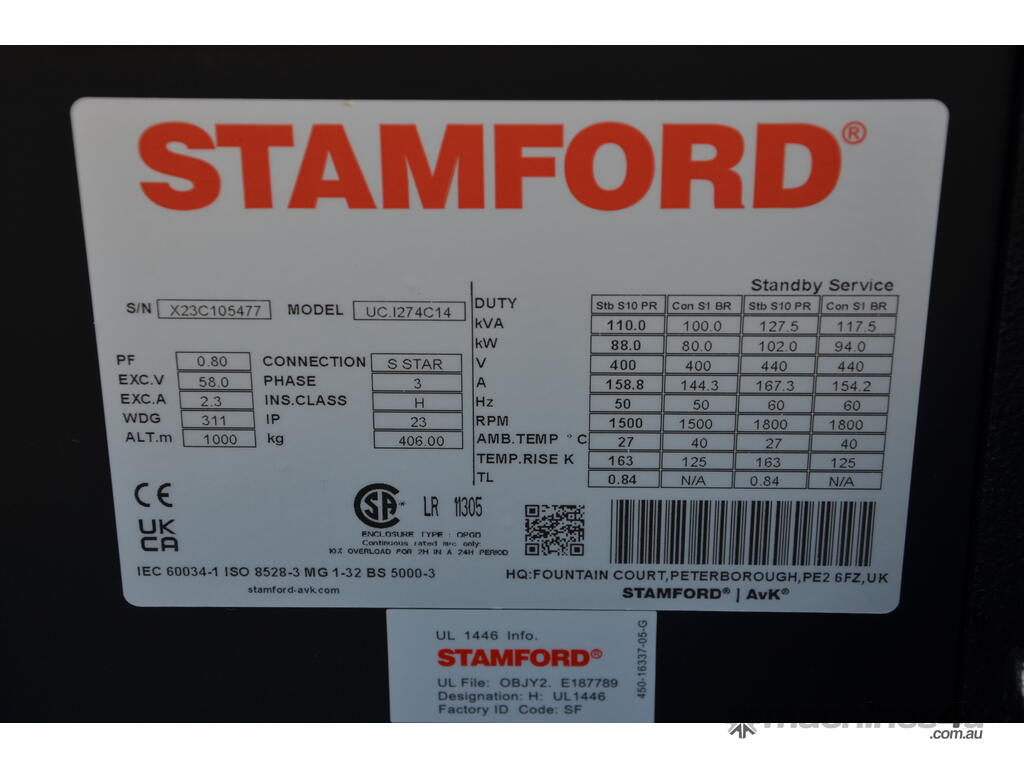 STAMFORD®
Standby Service
S/N X23C105477 MODEL UC.I274C14
PF 0.80 CONNECTION S STAR
EXC.V 58.0 PHASE 3
EXC.A 2.3 INS.CLASS H
WDG 311 IP 23
ALT.m 1000 kg 406.00
DUTY Stb S10 PR Con S1 BR Stb S10 PR Con S1 BR
kVA 110.0 100.0 127.5 117.5
kW 88.0 80.0 102.0 94.0
V 400 400 440 440
A 158.8 144.3 167.3 154.2
Hz 50 50 60 60
RPM 1500 1500 1800 1800
AMB.TEMP °C 27 40 27 40
TEMP.RISE K 163 125 163 125
TL 0.84 N/A 0.84 N/A
CE
UK
CA
SA LR 11305
ENCLOSURE TYPE : OPGD
Continuous rated m/c only:
10% OVERLOAD FOR 2H IN A 24H PERIOD
IEC 60034-1 ISO 8528-3 MG 1-32 BS 5000-3
stamford-avk.com
HQ:FOUNTAIN COURT,PETERBOROUGH,PE2 6FZ,UK
STAMFORD® | AvK®
UL 1446 Info.
STAMFORD®
UL File: OBJY2. E187789
Designation: H: UL1446
Factory ID Code: SF
450-16337-05-G
machines4u
.com.au